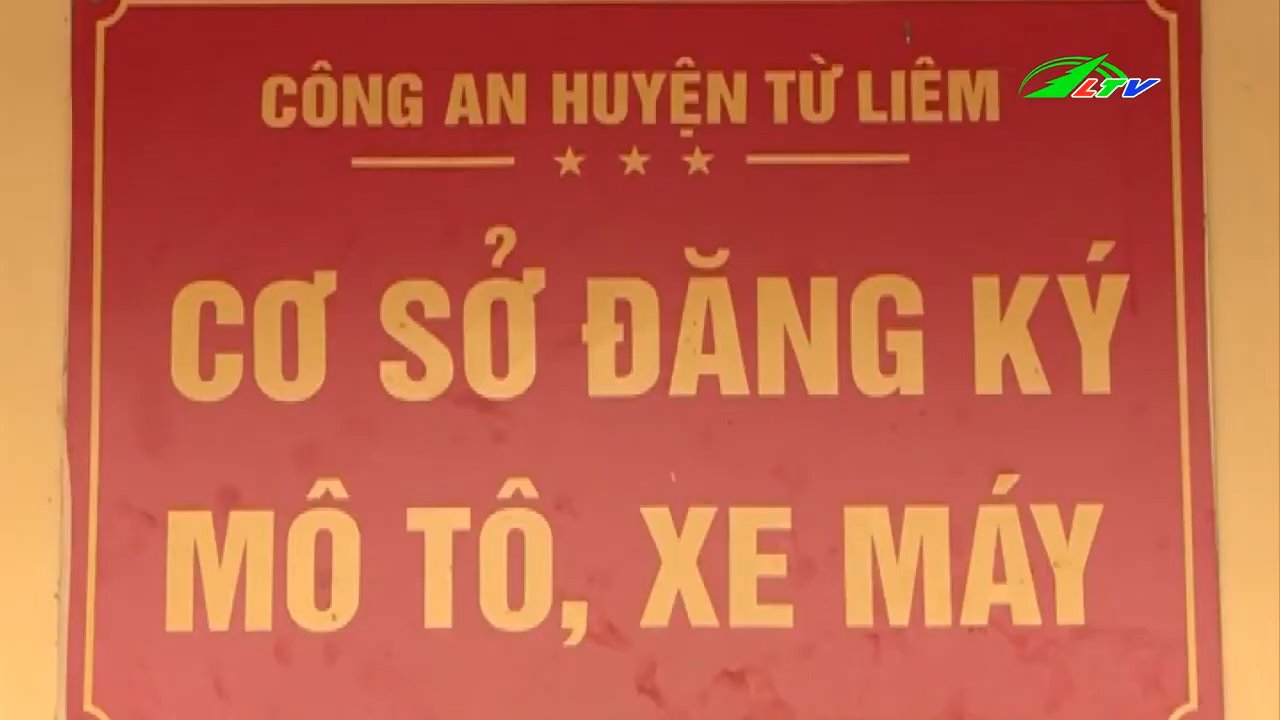 CÔNG AN HUYỆN TỪ LIÊM
LTV
CƠ SỞ ĐĂNG KÝ
MÔ TÔ, XE MÁY